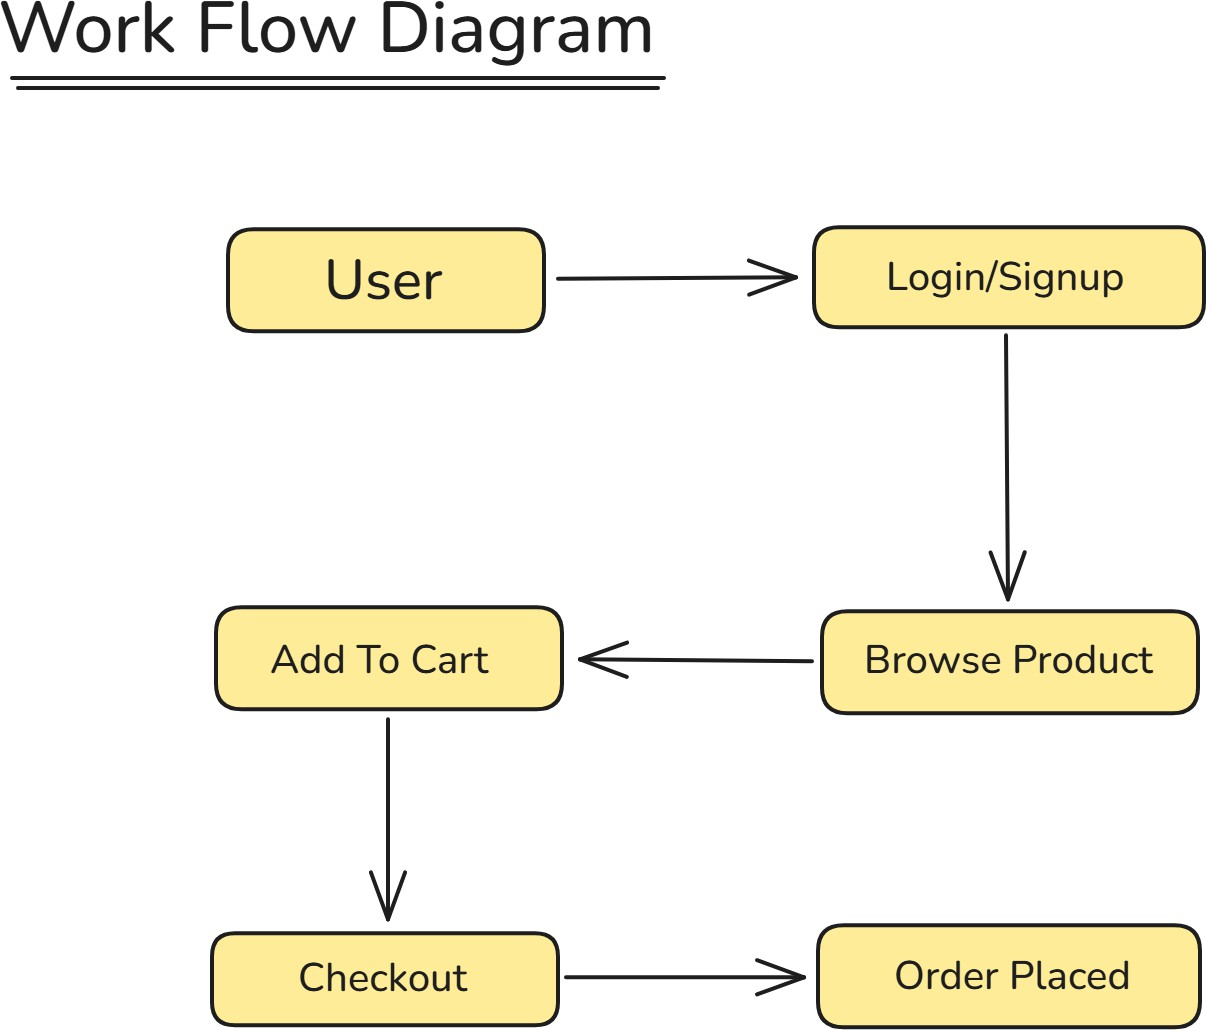 Work Flow Diagram
User
Login/Signup
Browse Product
Add To Cart
Checkout
Order Placed